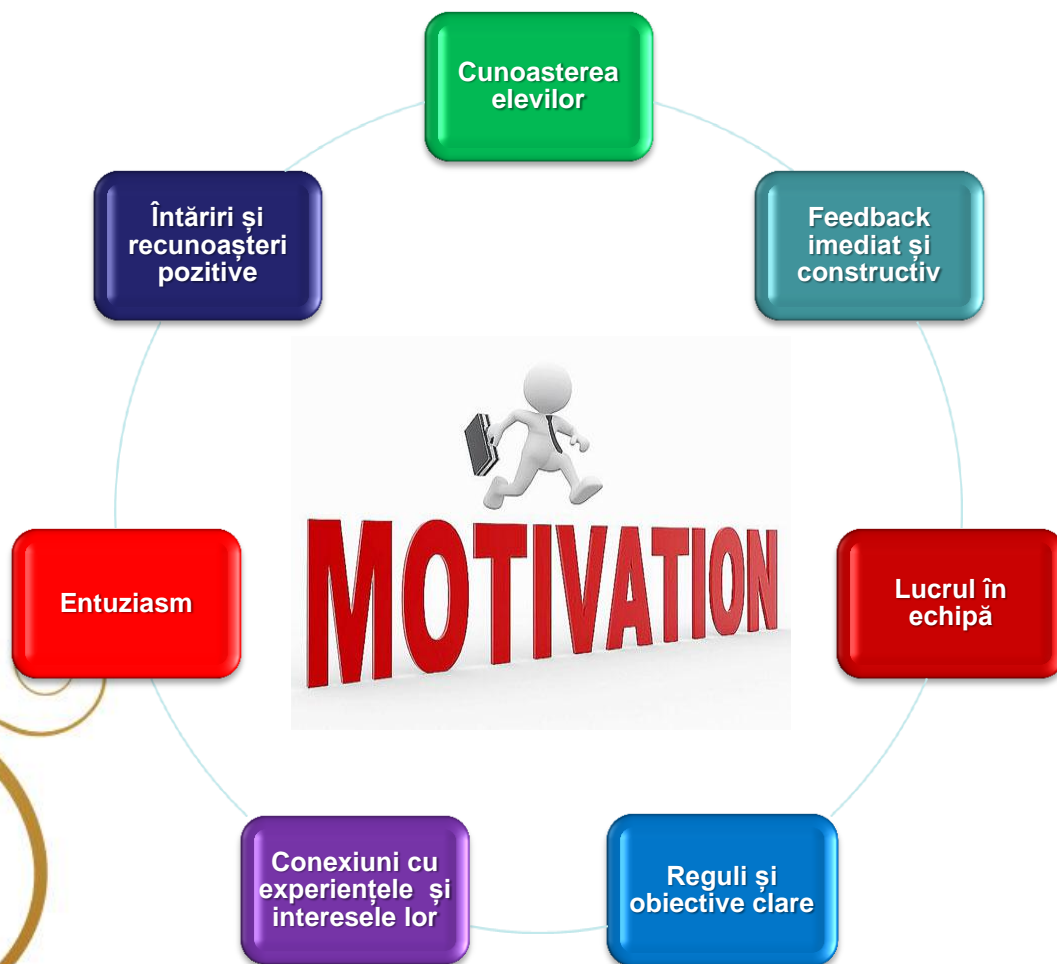 Cunoasterea
elevilor
Feedback
imediat și
constructiv
Lucrul în
echipă
Reguli și
obiective clare
Conexiuni cu
experiențele și
interesele lor
Entuziasm
Întăriri și
recunoașteri
pozitive
MOTIVATION